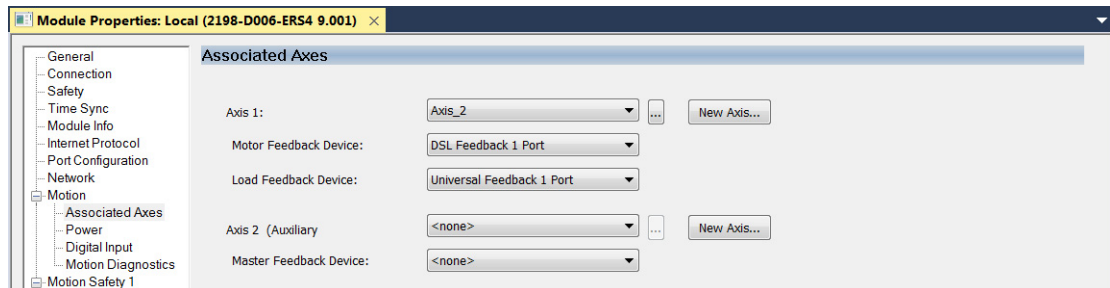 Module Properties: Local (2198-D006-ERS4 9.001)
General
Connection
Safety
Time Sync
Module Info
Internet Protocol
Port Configuration
Network
Motion
Associated Axes
Power
Digital Input
Motion Diagnostics
Motion Safety 1
Associated Axes
Axis 1: Axis_2 ... New Axis...
Motor Feedback Device: DSL Feedback 1 Port
Load Feedback Device: Universal Feedback 1 Port
Axis 2 (Auxiliary <none> ... New Axis...
Master Feedback Device: <none>